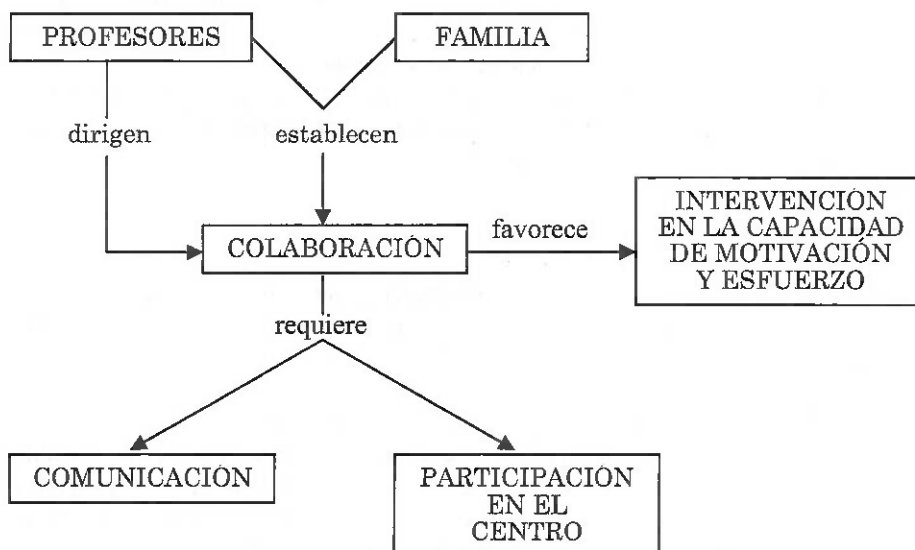 PROFESORES
FAMILIA
dirigen
establecen
COLABORACIÓN
favorece
INTERVENCIÓN
EN LA CAPACIDAD
DE MOTIVACIÓN
Y ESFUERZO
requiere
COMUNICACIÓN
PARTICIPACIÓN
EN EL
CENTRO